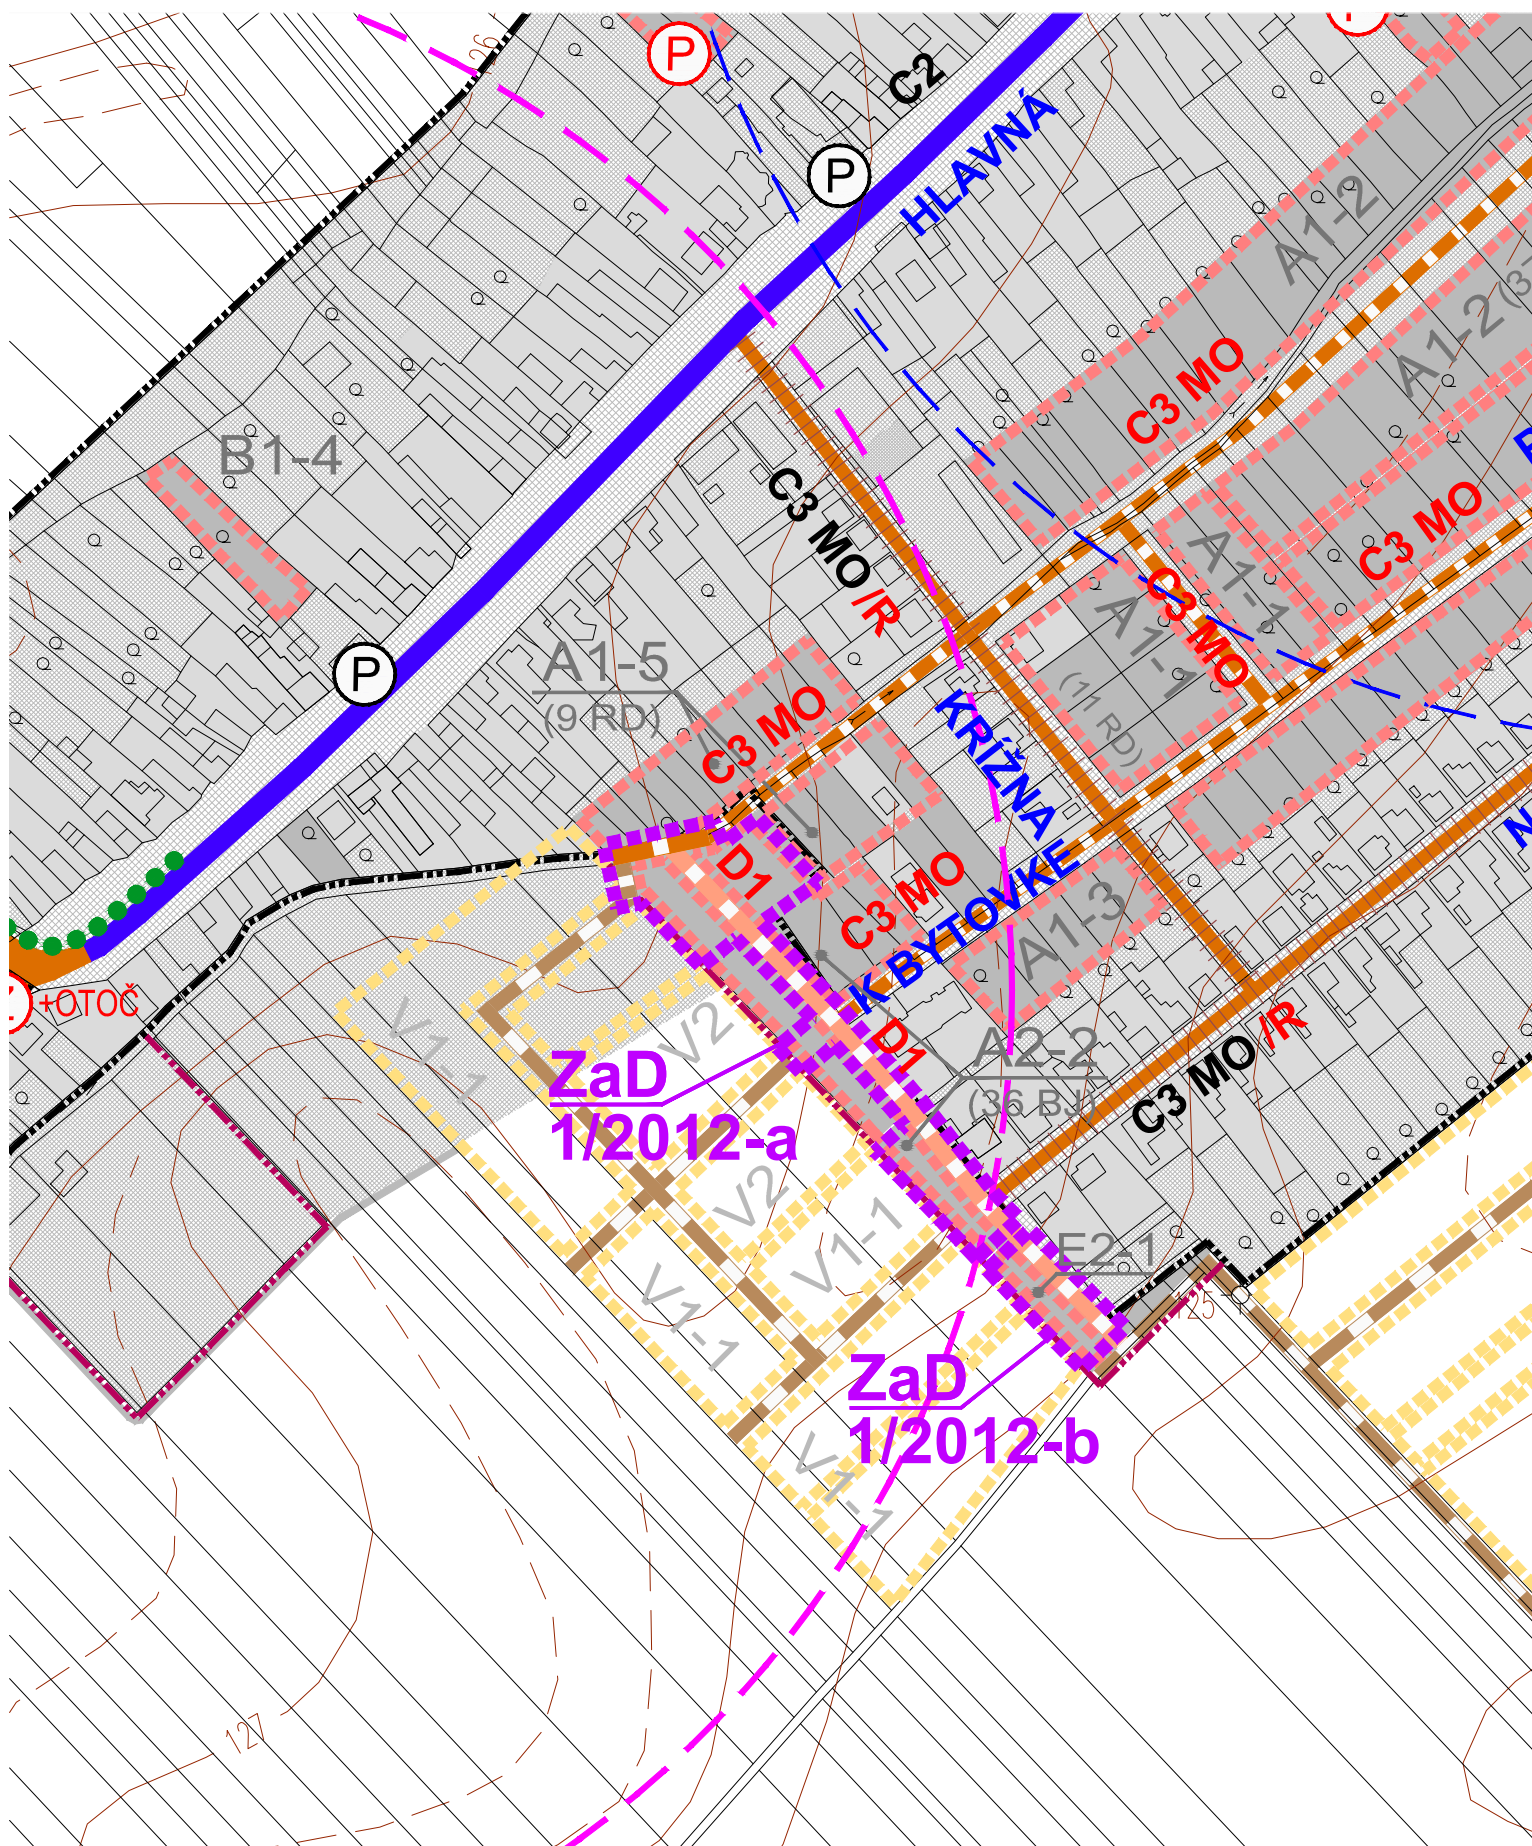 P
C2
P
HLAVNÁ
A1-2
A1-2
B1-4
C3 MO
C3 MO /R
C3 MO
A1-1
C3 MO
A1-1
(11 RD)
A1-5
(9 RD)
C3 MO
P
KRÍŽNA
D1
C3 MO
K BYTOVKE
A1-3
+OTOČ
V1-1
V2
D1
A2-2
(36 BJ)
C3 MO /R
ZaD
1/2012-a
V2
V1-1
E2-1
V1-1
125
ZaD
1/2012-b
V1-1
127